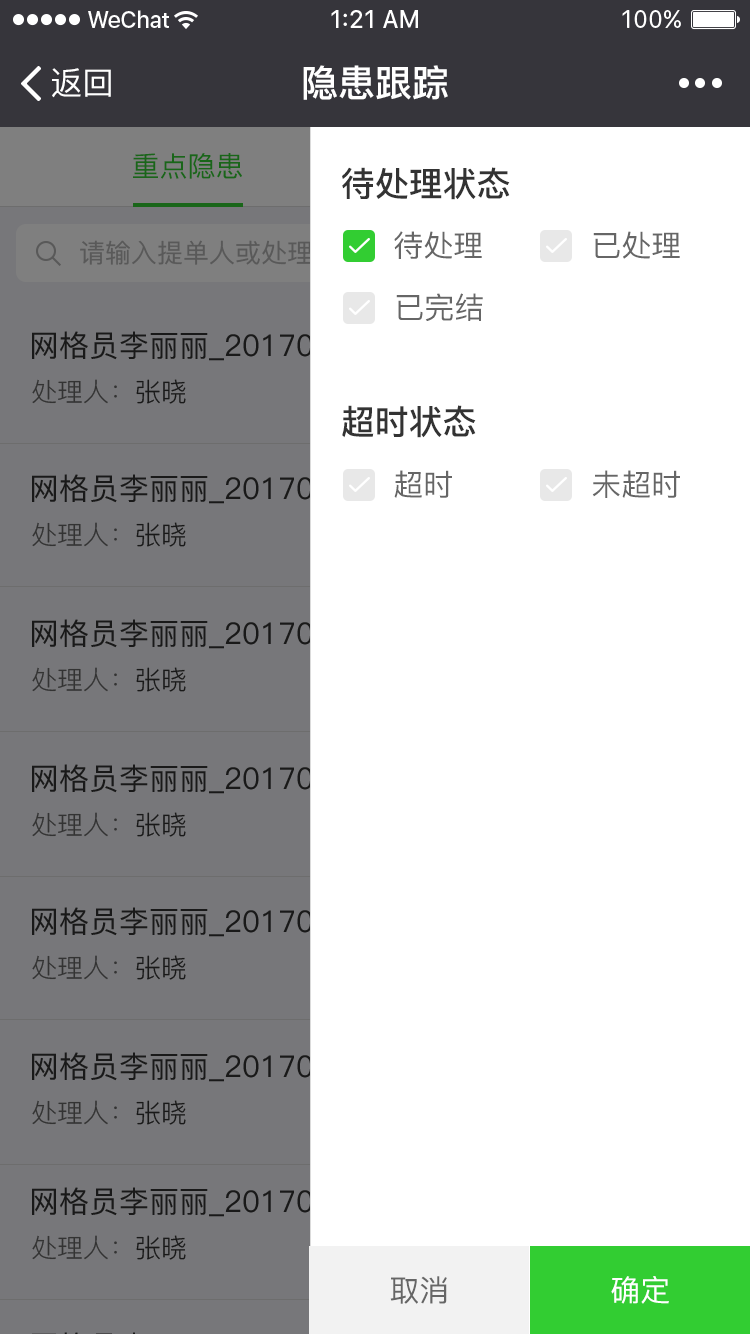 WeChat 1:21 AM 100%
返回 隐患跟踪
重点隐患
请输入提单人或处理
网格员李丽丽_20170
处理人：张晓
网格员李丽丽_20170
处理人：张晓
网格员李丽丽_20170
处理人：张晓
网格员李丽丽_20170
处理人：张晓
网格员李丽丽_20170
处理人：张晓
网格员李丽丽_20170
处理人：张晓
网格员李丽丽_20170
处理人：张晓
待处理状态
待处理 已处理
已完结
超时状态
超时 未超时
取消 确定